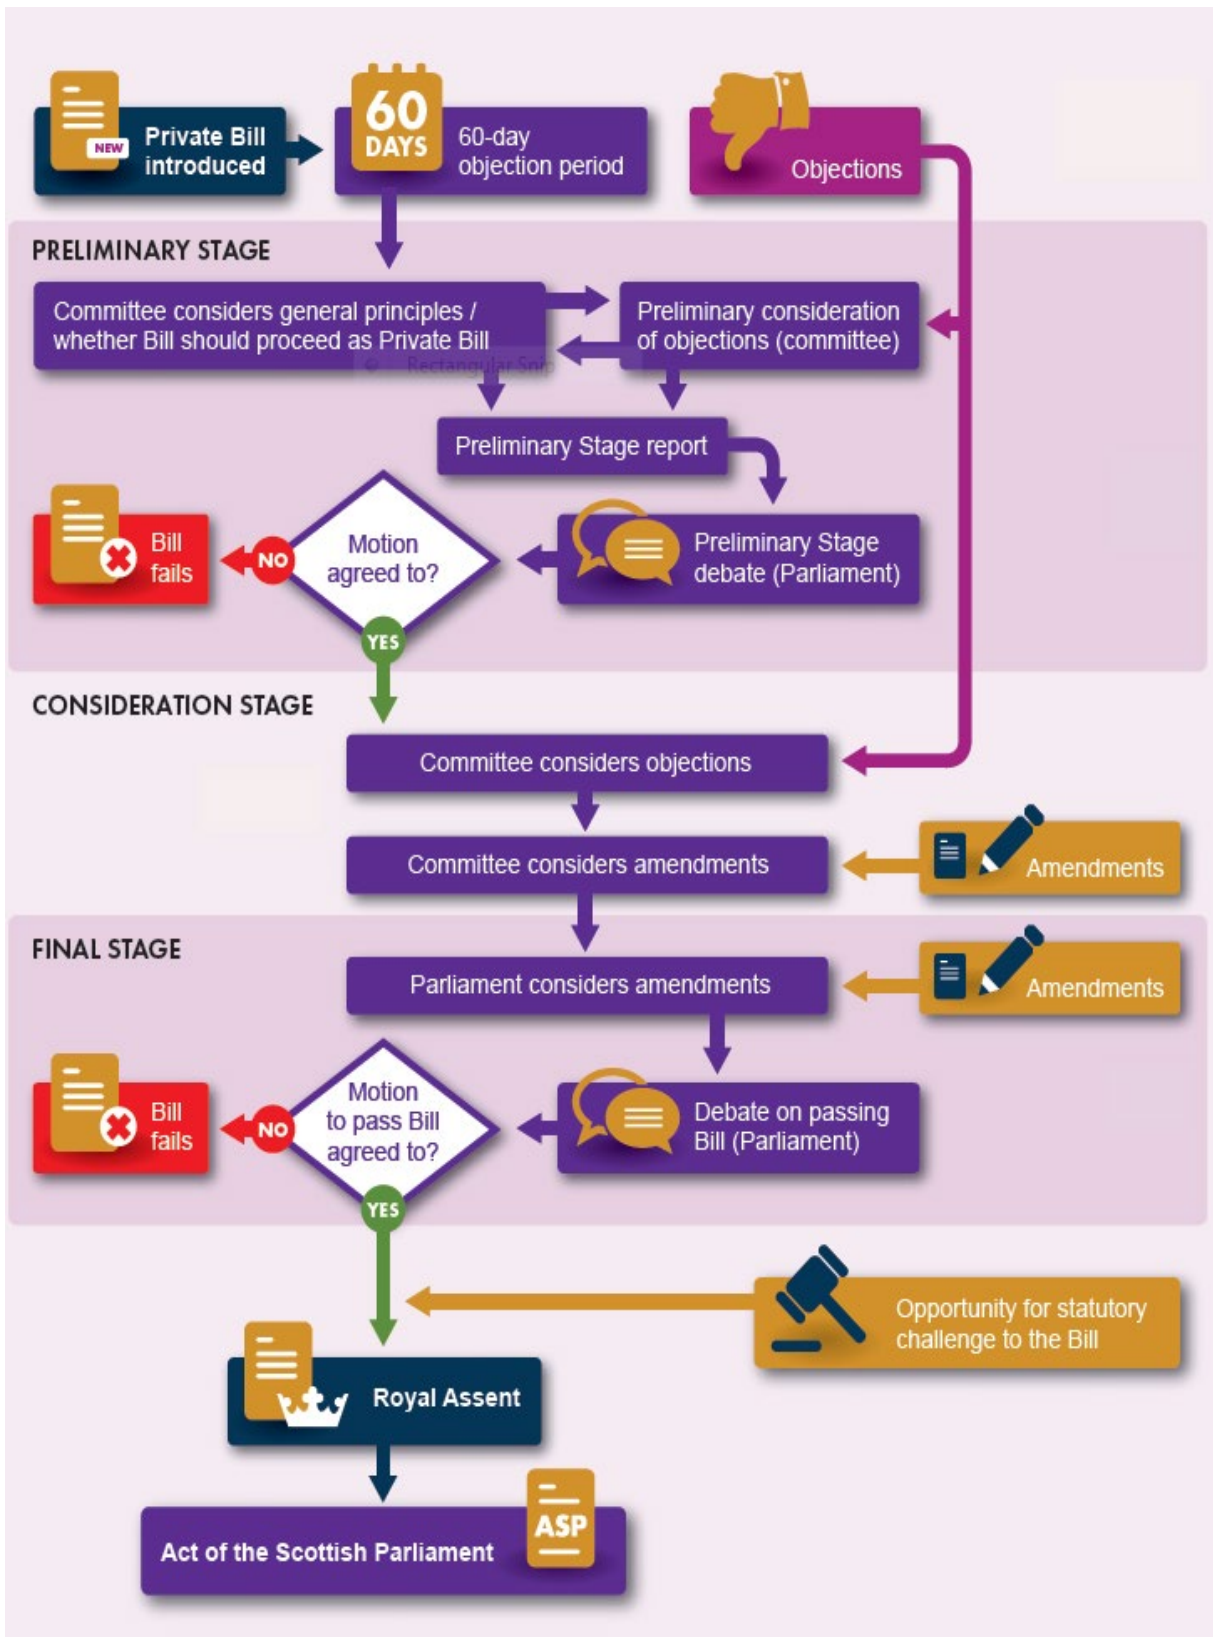 NEW
Private Bill
introduced
60
DAYS
60-day
objection period
Objections
PRELIMINARY STAGE
Committee considers general principles /
whether Bill should proceed as Private Bill
Preliminary consideration
of objections (committee)
Rectangular Snip
Preliminary Stage report
Bill
fails
NO
Motion
agreed to?
Preliminary Stage
debate (Parliament)
YES
CONSIDERATION STAGE
Committee considers objections
Committee considers amendments
Amendments
FINAL STAGE
Parliament considers amendments
Amendments
Bill
fails
NO
Motion
to pass Bill
agreed to?
Debate on passing
Bill (Parliament)
YES
Opportunity for statutory
challenge to the Bill
Royal Assent
Act of the Scottish Parliament
ASP